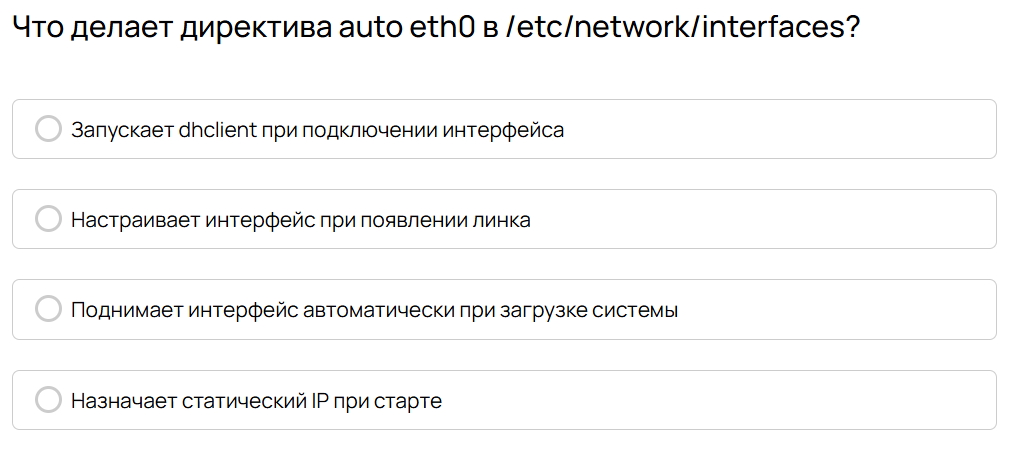 Что делает директива auto eth0 в /etc/network/interfaces?
Запускает dhclient при подключении интерфейса
Настраивает интерфейс при появлении линка
Поднимает интерфейс автоматически при загрузке системы
Назначает статический IP при старте